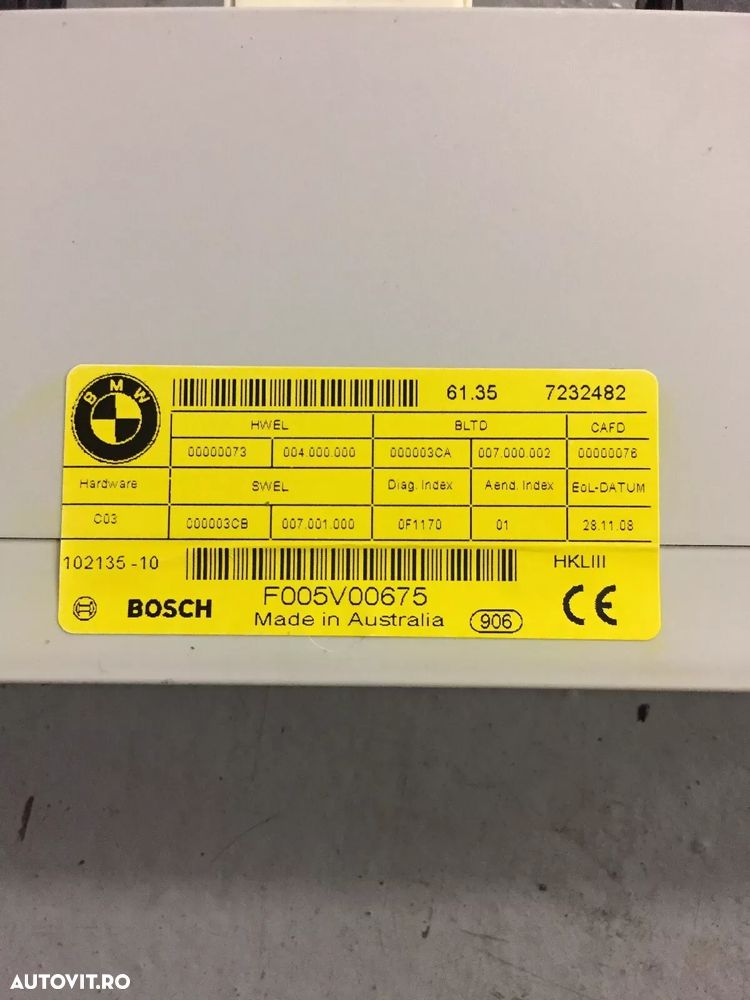 BMW
61.35 7232482
HWEL BLTD CAFD
00000073 004.000.000 000003CA 007.000.002 00000076
Hardware SWEL Diag. Index Aend. Index EoL-DATUM
C03 000003CB 007.001.000 0F1170 01 28.11.08
102135-10 HKLIII
F005V00675
BOSCH Made in Australia 906 CE
AUTOVIT.RO